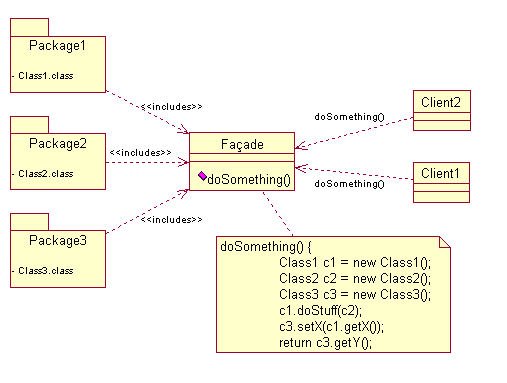 Package1
- Class1.class
<<includes>>
Package2
- Class2.class
<<includes>>
Package3
- Class3.class
<<includes>>
Façade
doSomething()
Client2
doSomething()
Client1
doSomething()
doSomething() {
Class1 c1 = new Class1();
Class2 c2 = new Class2();
Class3 c3 = new Class3();
c1.doStuff(c2);
c3.setX(c1.getX());
return c3.getY();